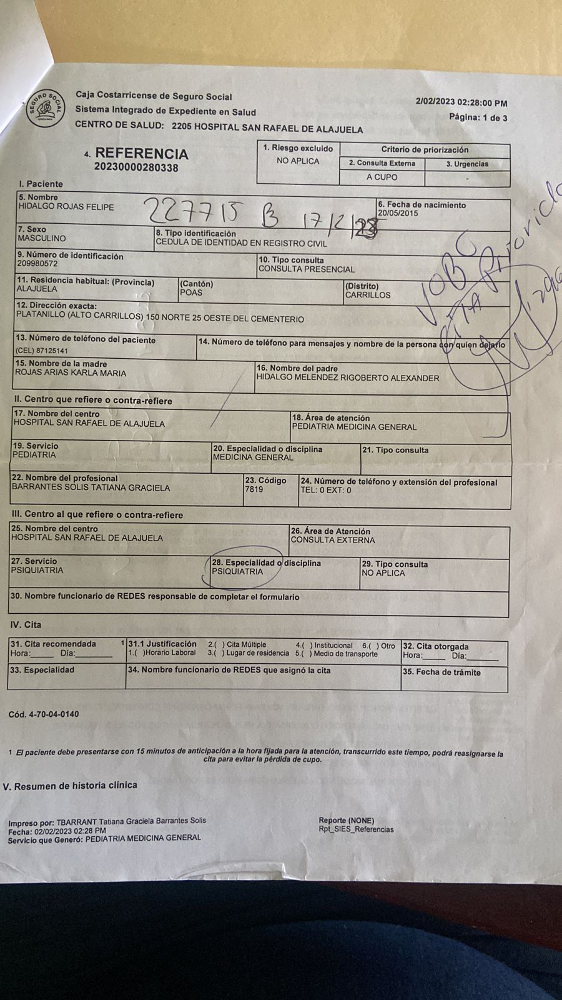 Caja Costarricense de Seguro Social
Sistema Integrado de Expediente en Salud
CENTRO DE SALUD: 2205 HOSPITAL SAN RAFAEL DE ALAJUELA
2/02/2023 02:28:00 PM
Página: 1 de 3
SEGURO SOCIAL
4. REFERENCIA
20230000280338
1. Riesgo excluido
NO APLICA
Criterio de priorización
2. Consulta Externa
A CUPO
3. Urgencias
-
I. Paciente
5. Nombre
HIDALGO ROJAS FELIPE
227715 B 17/2/23
6. Fecha de nacimiento
20/05/2015
7. Sexo
MASCULINO
8. Tipo identificación
CEDULA DE IDENTIDAD EN REGISTRO CIVIL
9. Número de identificación
209980572
10. Tipo consulta
CONSULTA PRESENCIAL
VOBO
CITA Priorida
11. Residencia habitual: (Provincia)
ALAJUELA
(Cantón)
POAS
(Distrito)
CARRILLOS
12. Dirección exacta:
PLATANILLO (ALTO CARRILLOS) 150 NORTE 25 OESTE DEL CEMENTERIO
13. Número de teléfono del paciente
(CEL) 87125141
14. Número de teléfono para mensajes y nombre de la persona con quien dejarlo
15. Nombre de la madre
ROJAS ARIAS KARLA MARIA
16. Nombre del padre
HIDALGO MELENDEZ RIGOBERTO ALEXANDER
II. Centro que refiere o contra-refiere
17. Nombre del centro
HOSPITAL SAN RAFAEL DE ALAJUELA
18. Área de atención
PEDIATRIA MEDICINA GENERAL
19. Servicio
PEDIATRIA
20. Especialidad o disciplina
MEDICINA GENERAL
21. Tipo consulta
22. Nombre del profesional
BARRANTES SOLIS TATIANA GRACIELA
23. Código
7819
24. Número de teléfono y extensión del profesional
TEL: 0 EXT: 0
III. Centro al que refiere o contra-refiere
25. Nombre del centro
HOSPITAL SAN RAFAEL DE ALAJUELA
26. Área de Atención
CONSULTA EXTERNA
27. Servicio
PSIQUIATRIA
28. Especialidad o disciplina
PSIQUIATRIA
29. Tipo consulta
NO APLICA
30. Nombre funcionario de REDES responsable de completar el formulario
IV. Cita
31. Cita recomendada
Hora:_____ Día:________
1 31.1 Justificación 2.( ) Cita Múltiple 4.( ) Institucional 6.( ) Otro
1.( )Horario Laboral 3.( ) Lugar de residencia 5.( ) Medio de transporte
32. Cita otorgada
Hora:_____ Día:_______
33. Especialidad
34. Nombre funcionario de REDES que asignó la cita
35. Fecha de trámite
Cód. 4-70-04-0140
1 El paciente debe presentarse con 15 minutos de anticipación a la hora fijada para la atención, transcurrido este tiempo, podrá reasignarse la
cita para evitar la pérdida de cupo.
V. Resumen de historia clínica
Impreso por: TBARRANT Tatiana Graciela Barrantes Solis
Fecha: 02/02/2023 02:28 PM
Servicio que Generó: PEDIATRIA MEDICINA GENERAL
Reporte (NONE)
Rpt_SIES_Referencias